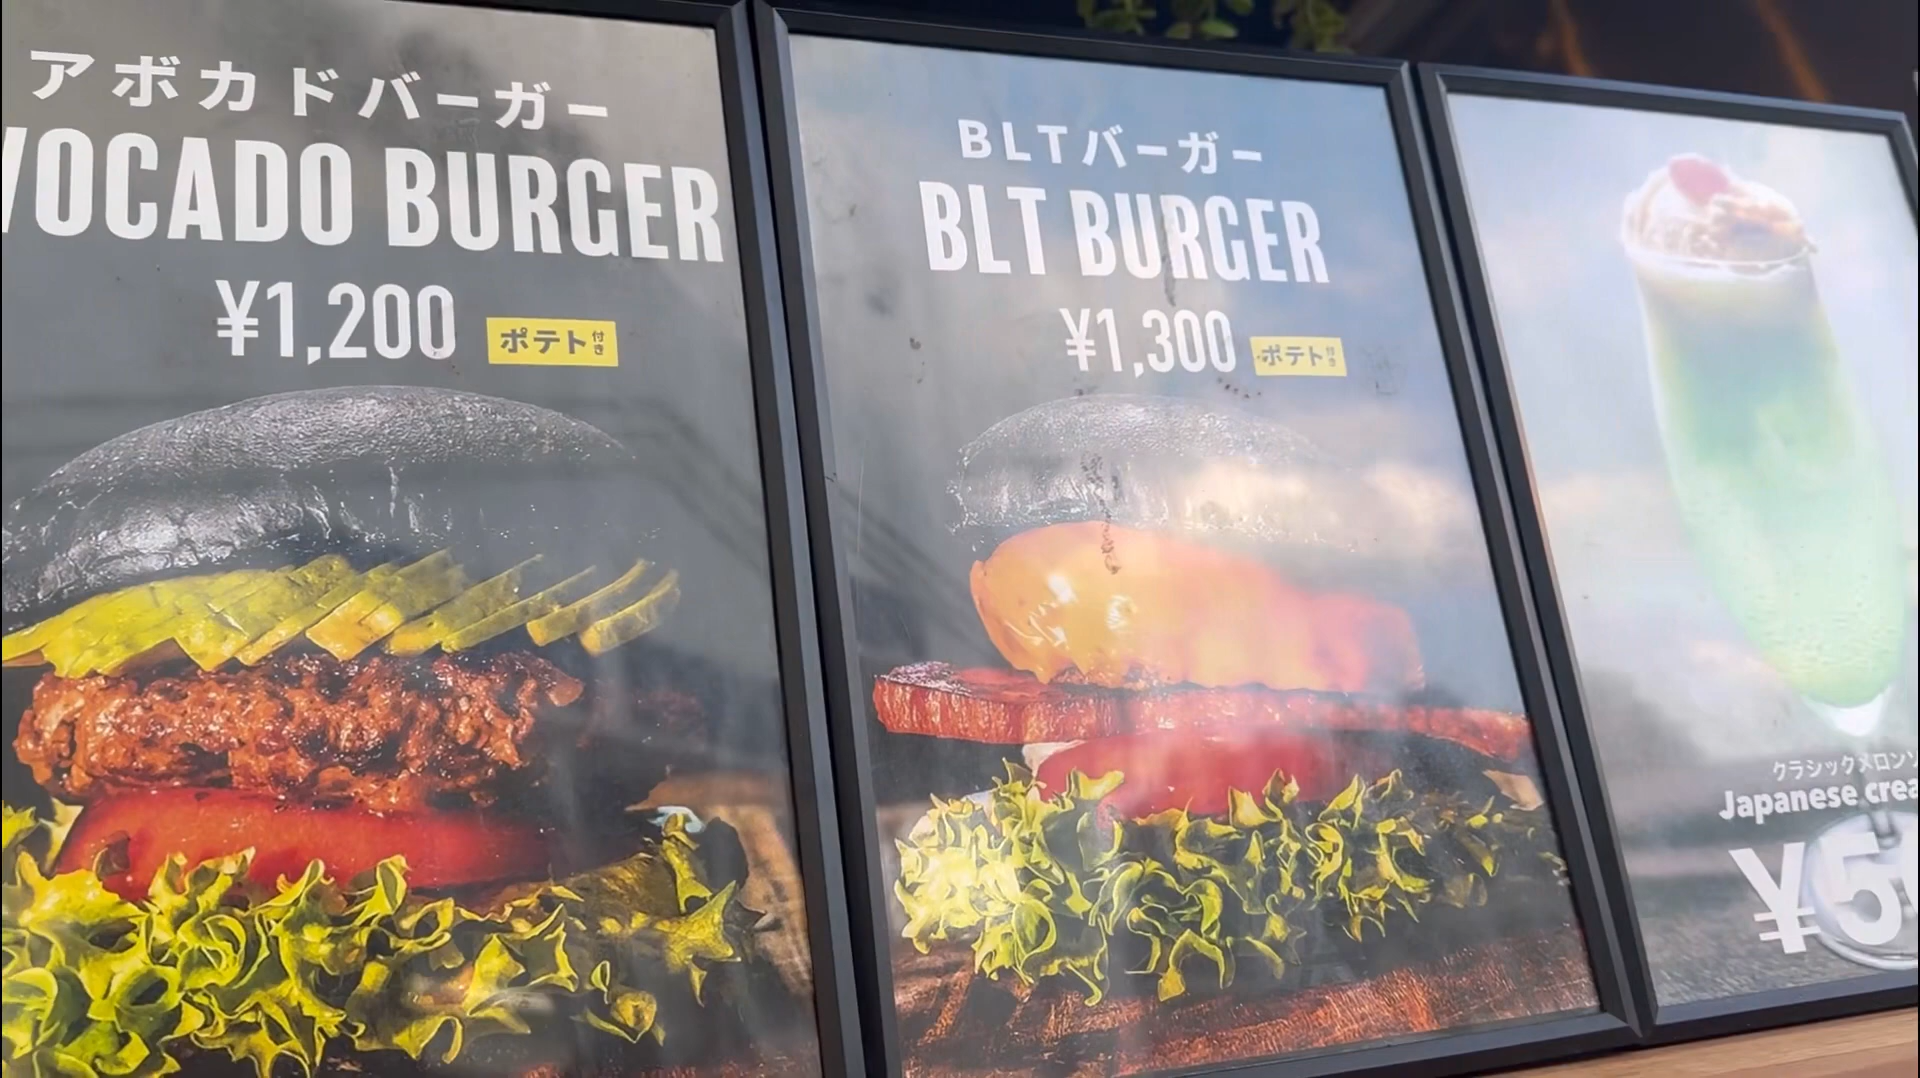 アボカドバーガー
VOCADO BURGER
¥1,200 ポテト付き
BLTバーガー
BLT BURGER
¥1,300 ポテト付き
クラシックメロンソ
Japanese crea
¥5